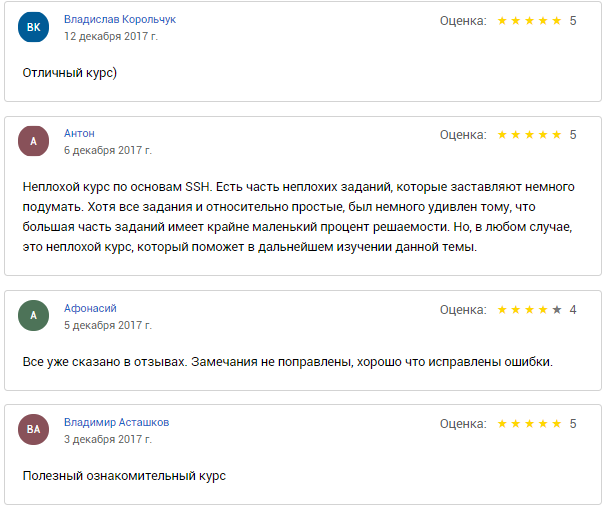 ВК
Владислав Корольчук
Оценка: ★★★★★ 5
12 декабря 2017 г.
Отличный курс)
А
Антон
Оценка: ★★★★★ 5
6 декабря 2017 г.
Неплохой курс по основам SSH. Есть часть неплохих заданий, которые заставляют немного
подумать. Хотя все задания и относительно простые, был немного удивлен тому, что
большая часть заданий имеет крайне маленький процент решаемости. Но, в любом случае,
это неплохой курс, который поможет в дальнейшем изучении данной темы.
А
Афонасий
Оценка: ★★★★★ 4
5 декабря 2017 г.
Все уже сказано в отзывах. Замечания не поправлены, хорошо что исправлены ошибки.
ВА
Владимир Асташков
Оценка: ★★★★★ 5
3 декабря 2017 г.
Полезный ознакомительный курс